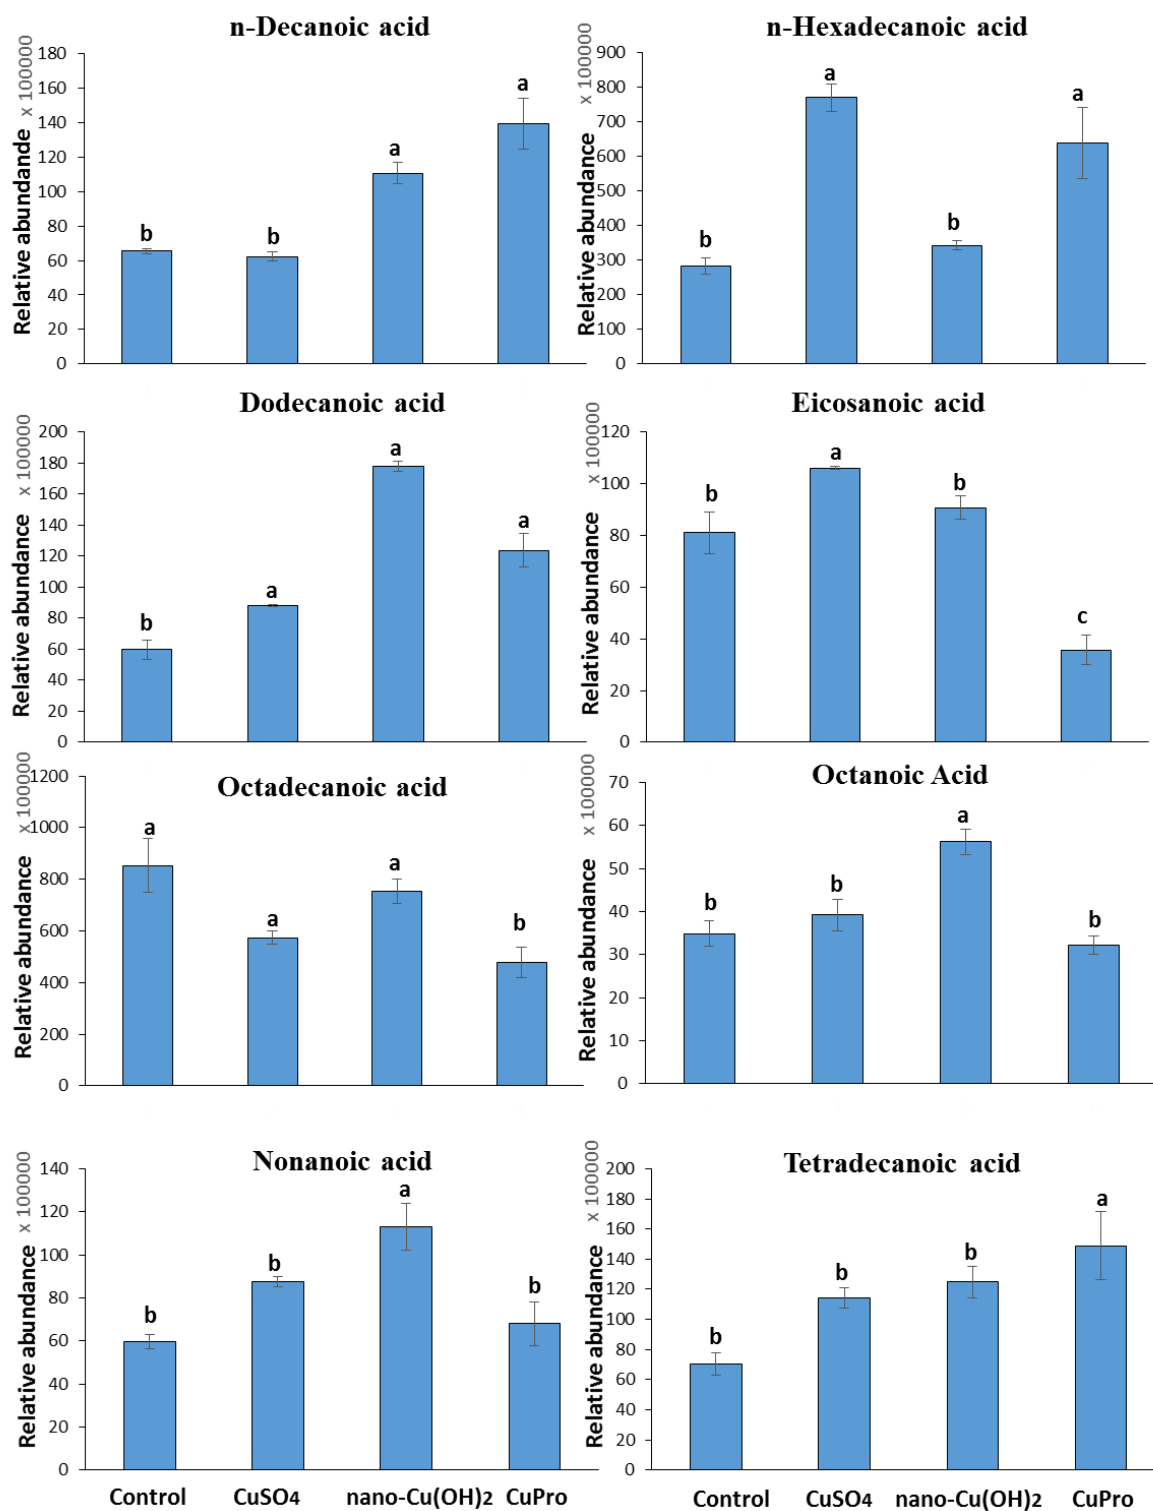 n-Decanoic acid
x 100000
Relative abundande
180
160
140
120
100
80
60
40
20
0
b
b
a
a
n-Hexadecanoic acid
x 100000
Relative abundance
900
800
700
600
500
400
300
200
100
0
b
a
b
a
Dodecanoic acid
x 100000
Relative abundance
200
180
160
140
120
100
80
60
40
20
0
b
a
a
a
Eicosanoic acid
x 100000
Relative abundance
120
100
80
60
40
20
0
b
a
b
c
Octadecanoic acid
x 100000
Relative abundance
1200
1000
800
600
400
200
0
a
a
a
b
Octanoic Acid
x 100000
Relative abundance
70
60
50
40
30
20
10
0
b
b
a
b
Nonanoic acid
x 100000
Relative abundance
140
120
100
80
60
40
20
0
b
b
a
b
Control CuSO4 nano-Cu(OH)2 CuPro
Tetradecanoic acid
x 100000
Relative abundance
200
180
160
140
120
100
80
60
40
20
0
b
b
b
a
Control CuSO4 nano-Cu(OH)2 CuPro